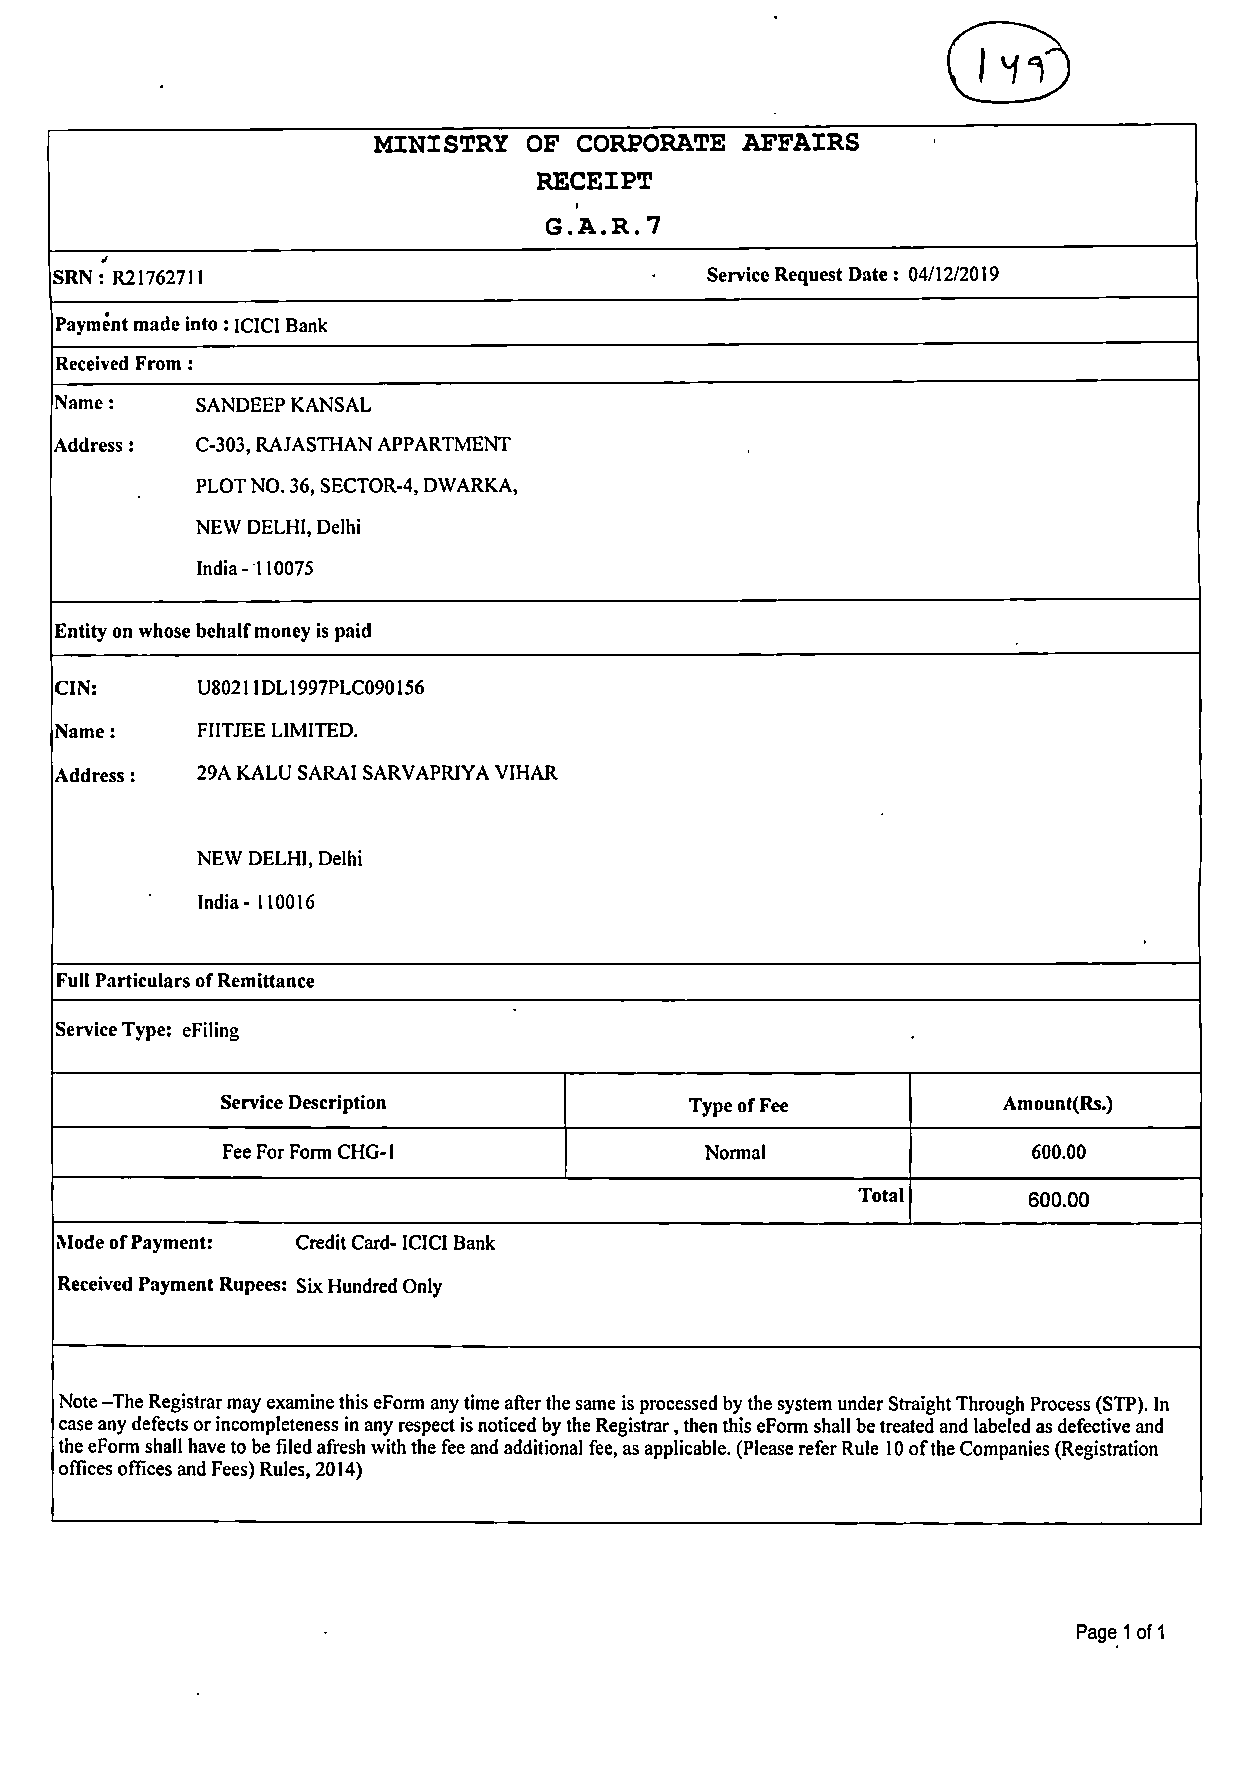 149
MINISTRY OF CORPORATE AFFAIRS
RECEIPT
G.A.R.7
SRN : R21762711 Service Request Date : 04/12/2019
Payment made into : ICICI Bank
Received From :
Name : SANDEEP KANSAL
Address : C-303, RAJASTHAN APPARTMENT
PLOT NO. 36, SECTOR-4, DWARKA,
NEW DELHI, Delhi
India - 110075
Entity on whose behalf money is paid
CIN: U80211DL1997PLC090156
Name : FIITJEE LIMITED.
Address : 29A KALU SARAI SARVAPRIYA VIHAR
NEW DELHI, Delhi
India - 110016
Full Particulars of Remittance
Service Type: eFiling
Service Description Type of Fee Amount(Rs.)
Fee For Form CHG-1 Normal 600.00
Total 600.00
Mode of Payment: Credit Card- ICICI Bank
Received Payment Rupees: Six Hundred Only
Note –The Registrar may examine this eForm any time after the same is processed by the system under Straight Through Process (STP). In
case any defects or incompleteness in any respect is noticed by the Registrar , then this eForm shall be treated and labeled as defective and
the eForm shall have to be filed afresh with the fee and additional fee, as applicable. (Please refer Rule 10 of the Companies (Registration
offices offices and Fees) Rules, 2014)
Page 1 of 1